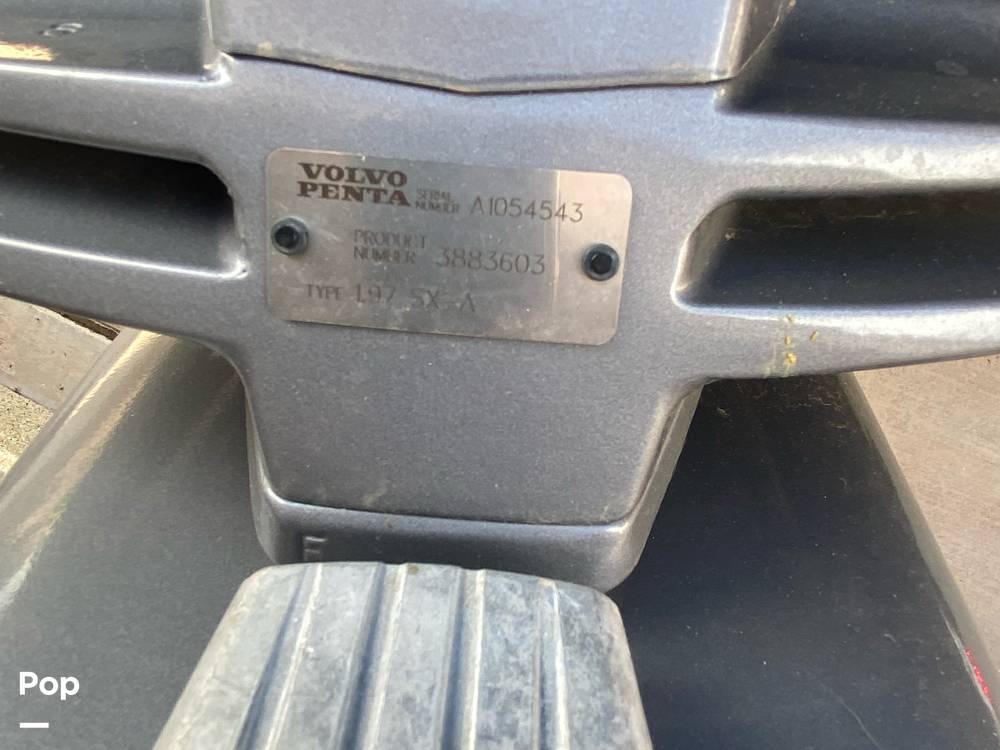 VOLVO
PENTA SERIAL NUMBER A1054543
PRODUCT
NUMBER 3883603
TYPE 1.97 SX-A
Pop